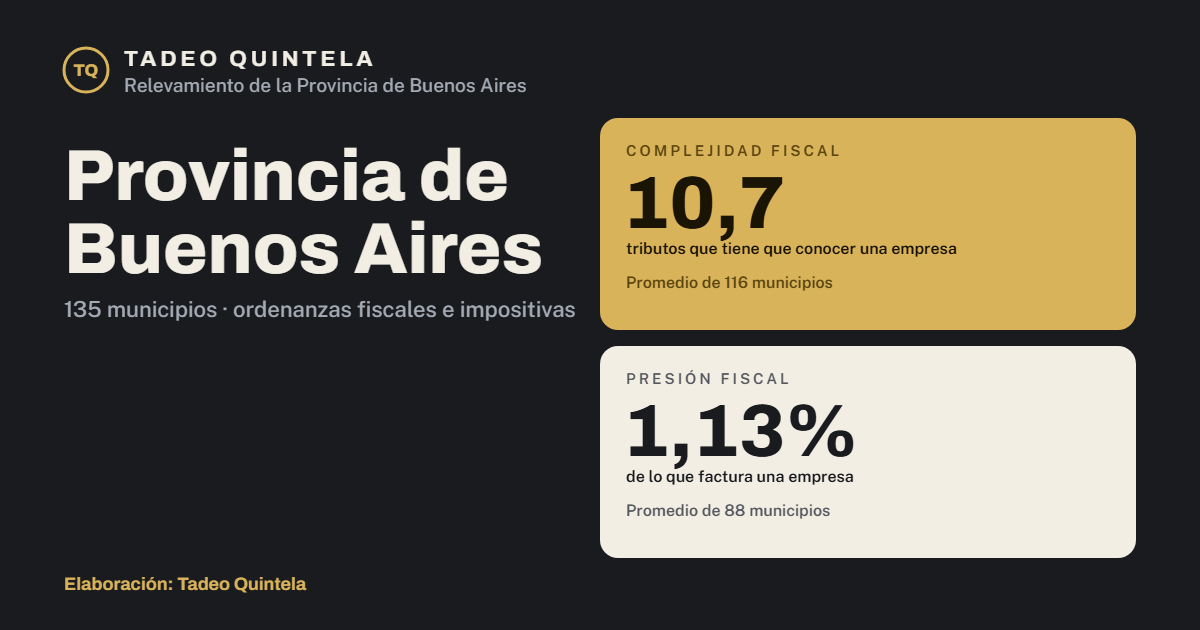 TQ
TADEO QUINTELA
Relevamiento de la Provincia de Buenos Aires
Provincia de
Buenos Aires
135 municipios · ordenanzas fiscales e impositivas
COMPLEJIDAD FISCAL
10,7
tributos que tiene que conocer una empresa
Promedio de 116 municipios
PRESIÓN FISCAL
1,13%
de lo que factura una empresa
Promedio de 88 municipios
Elaboración: Tadeo Quintela